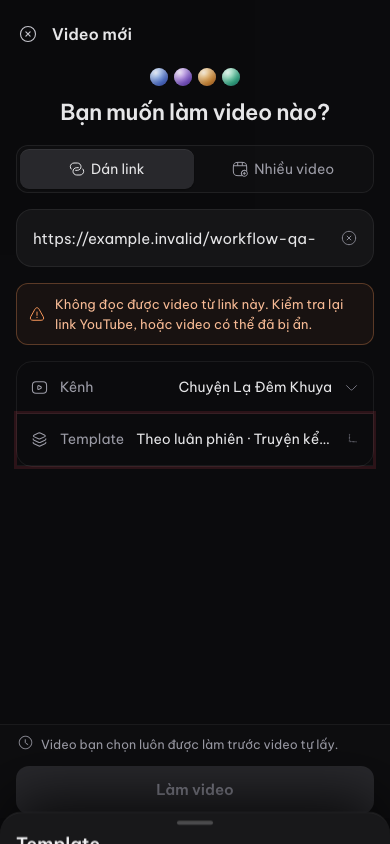 Video mới
Bạn muốn làm video nào?
Dán link
Nhiều video
https://example.invalid/workflow-qa-
Không đọc được video từ link này. Kiểm tra lại
link YouTube, hoặc video có thể đã bị ẩn.
Kênh
Chuyện Lạ Đêm Khuya
Template
Theo luân phiên · Truyện kể...
Video bạn chọn luôn được làm trước video tự lấy.
Làm video
Template